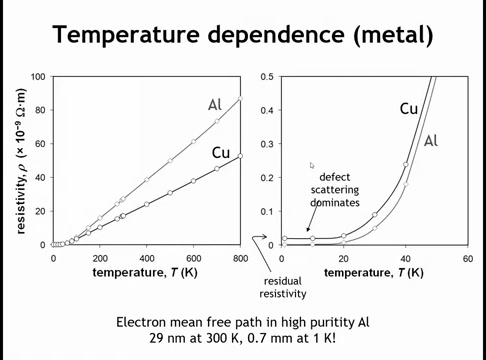 Temperature dependence (metal)
resistivity, ρ (× 10⁻⁹ Ω·m)
100
80
60
40
20
0
0
200
400
600
800
temperature, T (K)
Al
Cu
0.5
0.4
0.3
0.2
0.1
0
0
20
40
60
temperature, T (K)
Cu
Al
defect
scattering
dominates
residual
resistivity
Electron mean free path in high puritity Al
29 nm at 300 K, 0.7 mm at 1 K!